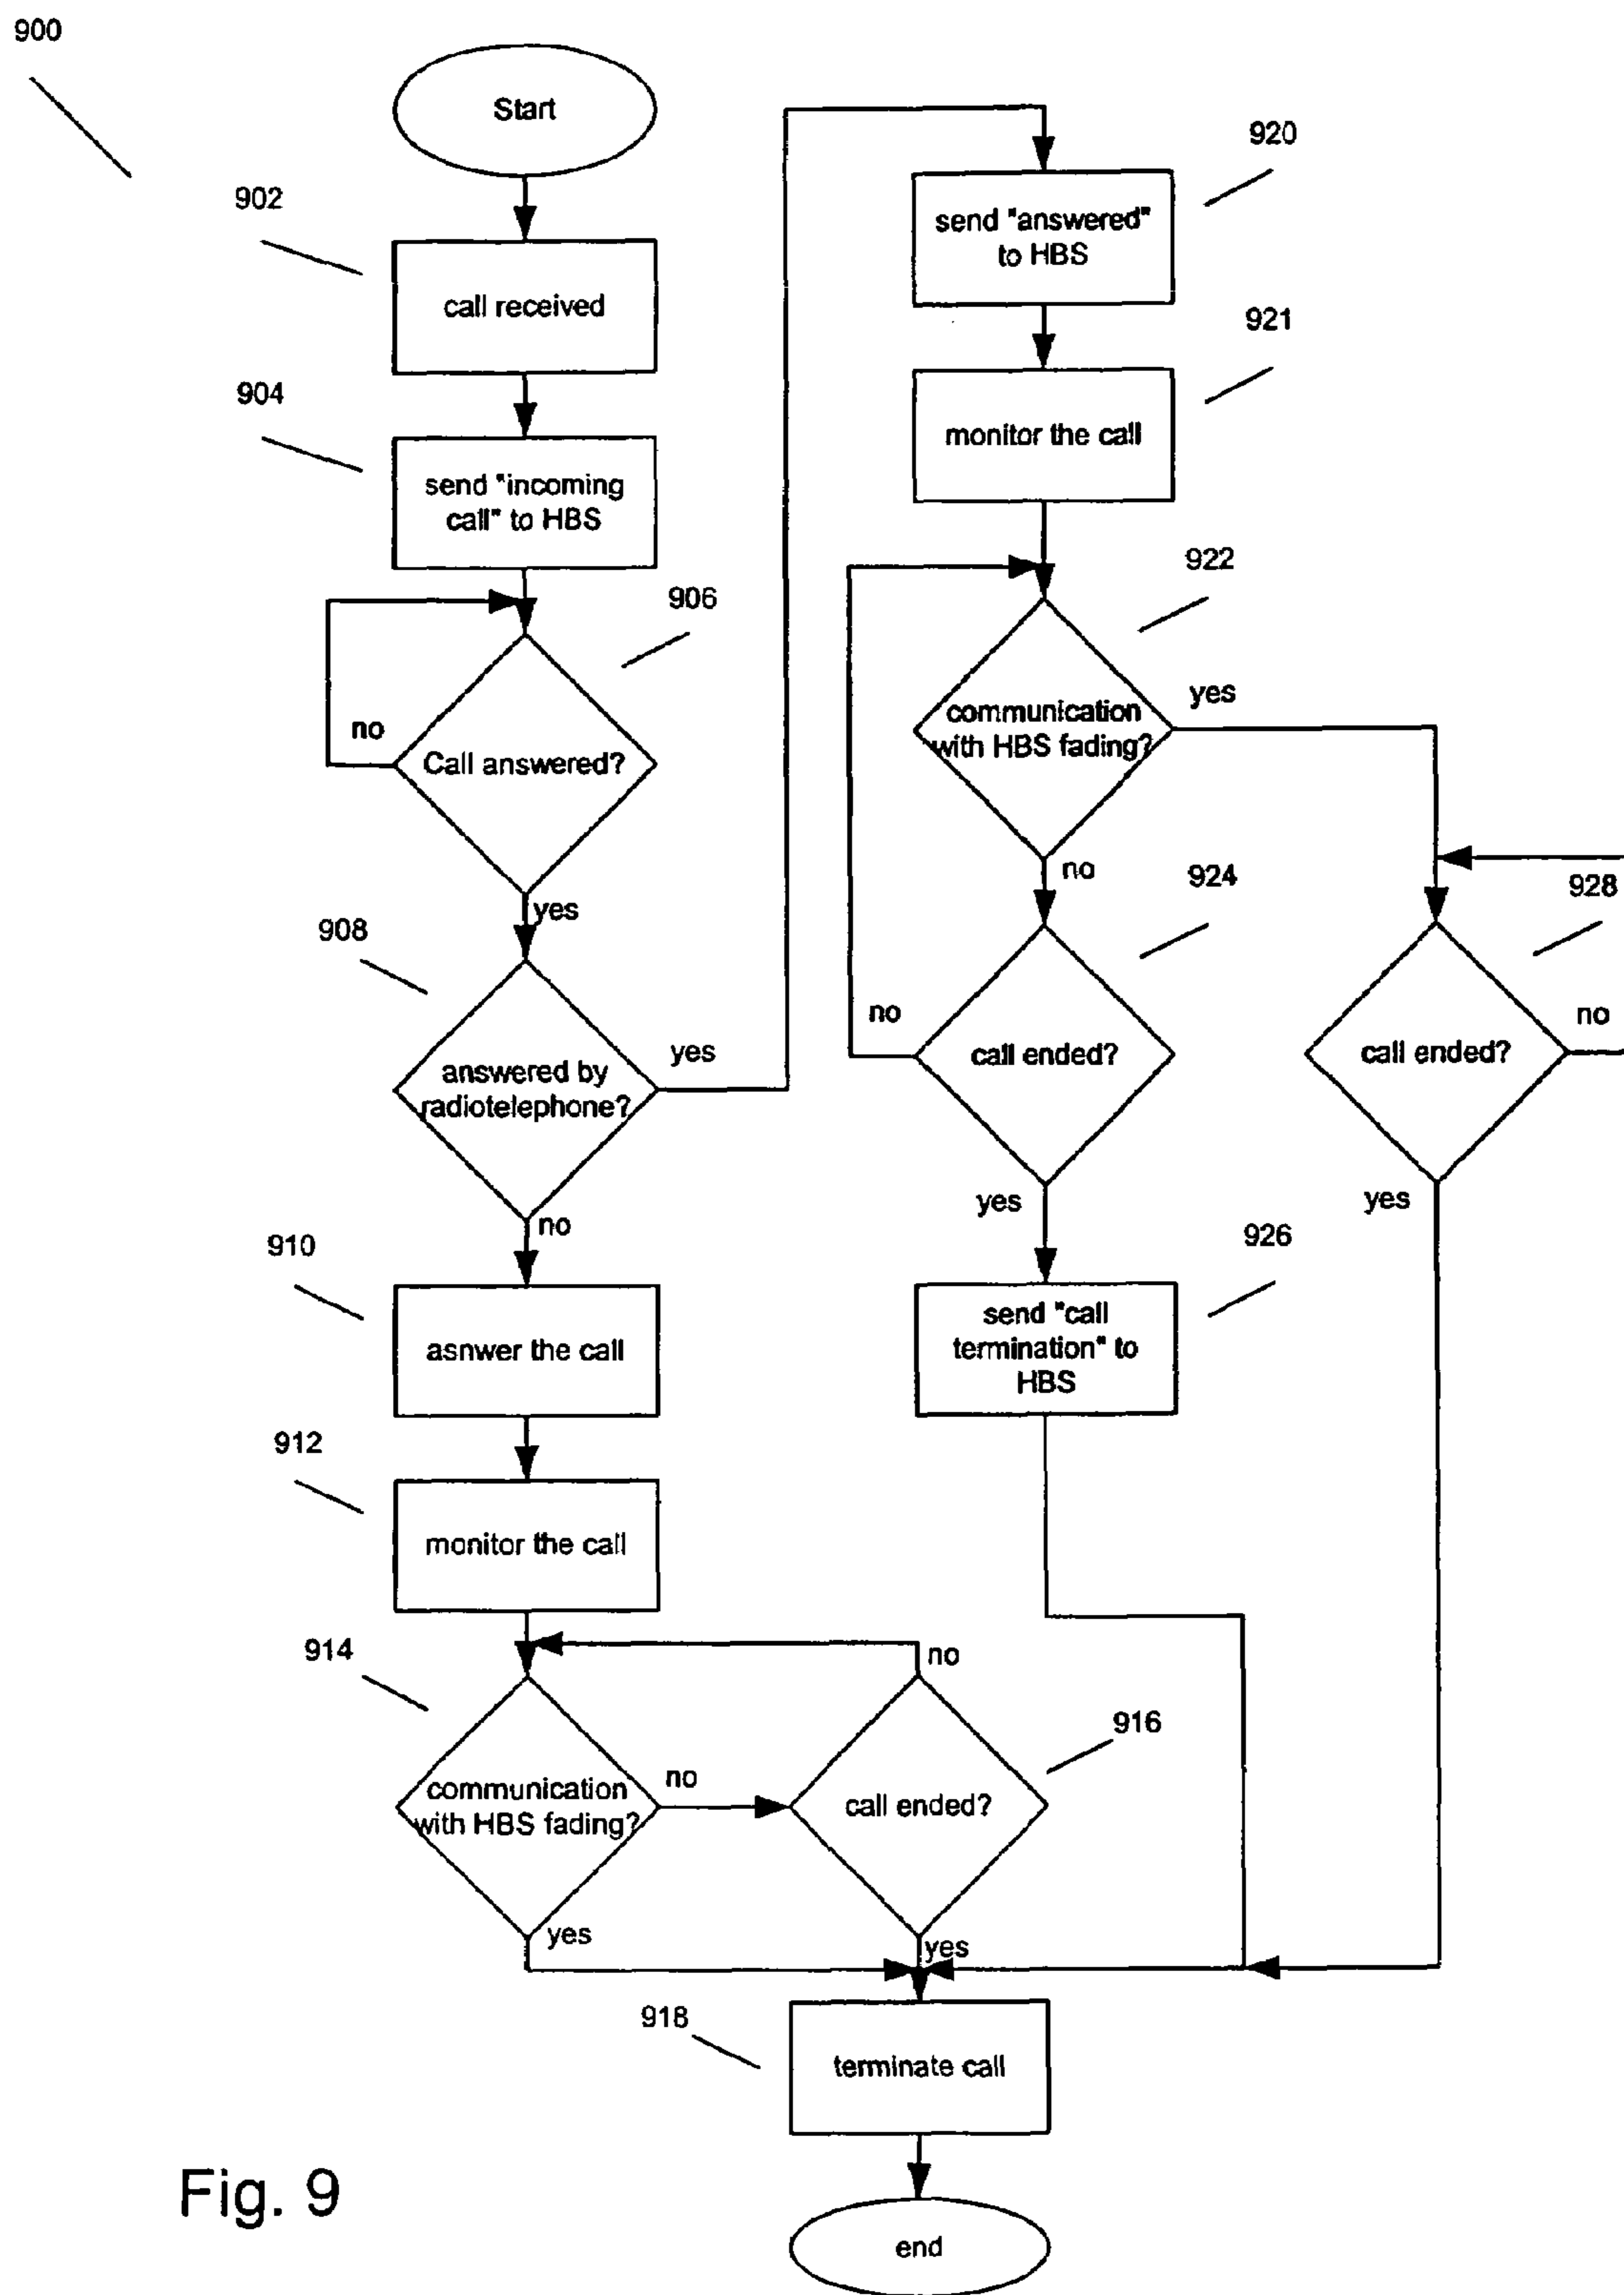 900
Start
902
call received
904
send "incoming
call" to HBS
906
no
Call answered?
yes
908
answered by
radiotelephone?
yes
no
910
asnwer the call
912
monitor the call
914
communication
with HBS fading?
no
yes
no
916
call ended?
yes
918
terminate call
end
920
send "answered"
to HBS
921
monitor the call
922
communication
with HBS fading?
yes
no
924
no
call ended?
yes
926
send "call
termination" to
HBS
928
call ended?
no
yes
Fig. 9